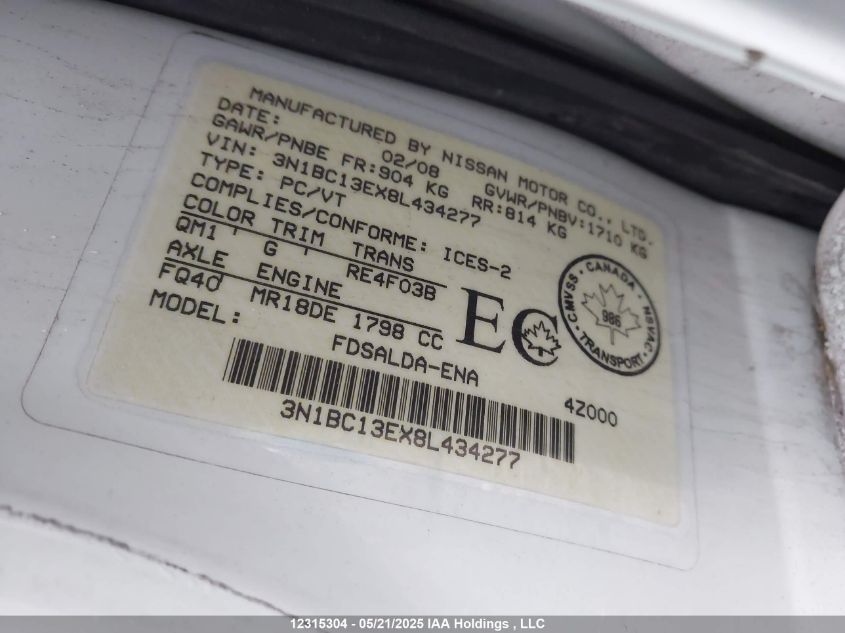 MANUFACTURED BY NISSAN MOTOR CO., LTD.
DATE: 02/08 GVWR/PNBV:1710 KG
GAWR/PNBE FR:904 KG RR:814 KG
VIN: 3N1BC13EX8L434277
TYPE: PC/VT
COMPLIES/CONFORME: ICES-2
COLOR TRIM TRANS
QM1 G RE4F03B
AXLE ENGINE
FQ40 MR18DE 1798 CC
MODEL: FDSALDA-ENA
EC
CMVSS · CANADA · NSVAC · TRANSPORT
986
4Z000
3N1BC13EX8L434277
12315304 - 05/21/2025 IAA Holdings , LLC